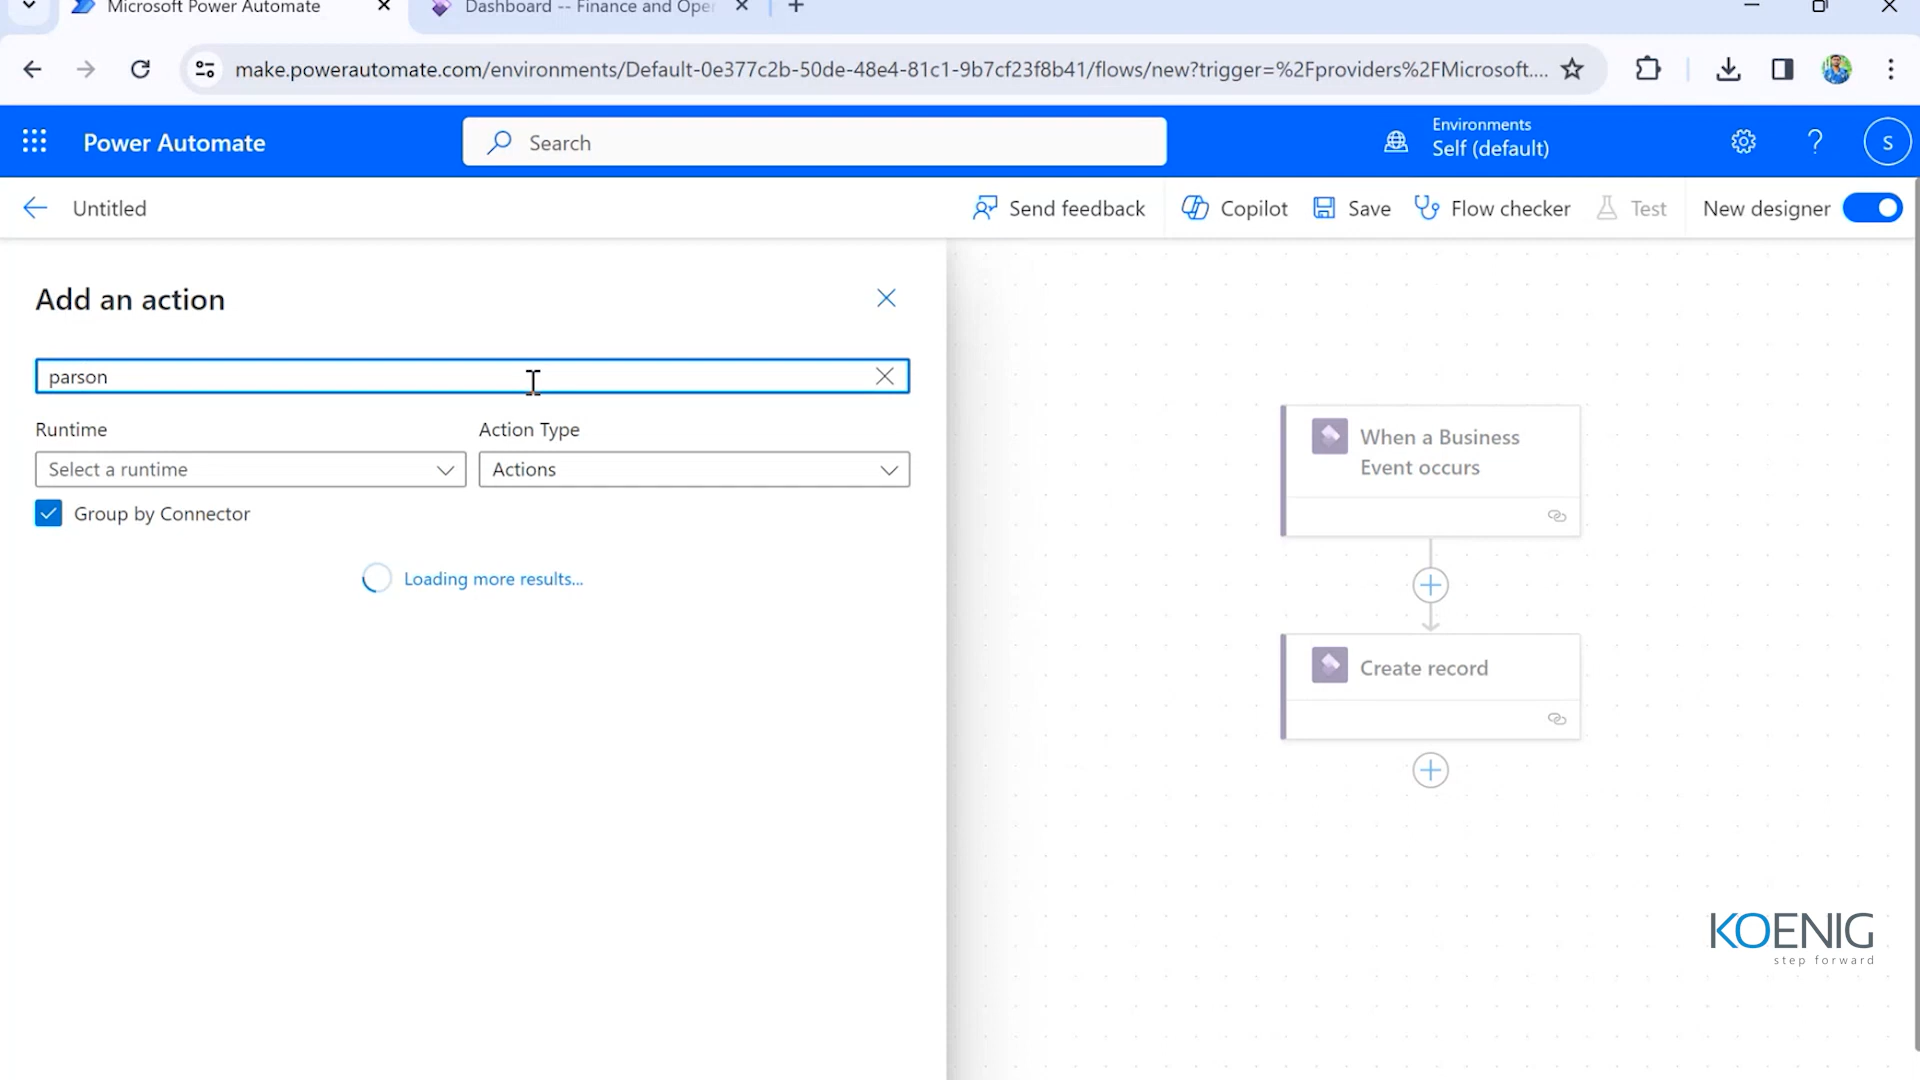 Microsoft Power Automate
Dashboard -- Finance and Oper
make.powerautomate.com/environments/Default-0e377c2b-50de-48e4-81c1-9b7cf23f8b41/flows/new?trigger=%2Fproviders%2FMicrosoft....
Power Automate
Search
Environments
Self (default)
S
Untitled
Send feedback
Copilot
Save
Flow checker
Test
New designer
Add an action
parson
Runtime
Action Type
Select a runtime
Actions
Group by Connector
Loading more results...
When a Business
Event occurs
Create record
KOENIG
step forward